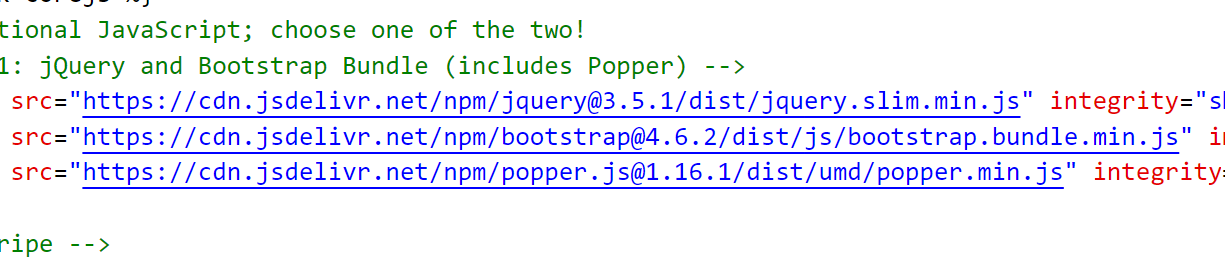 tional JavaScript; choose one of the two!
1: jQuery and Bootstrap Bundle (includes Popper) -->
src="https://cdn.jsdelivr.net/npm/jquery@3.5.1/dist/jquery.slim.min.js" integrity="sh
src="https://cdn.jsdelivr.net/npm/bootstrap@4.6.2/dist/js/bootstrap.bundle.min.js" in
src="https://cdn.jsdelivr.net/npm/popper.js@1.16.1/dist/umd/popper.min.js" integrity=
ripe -->